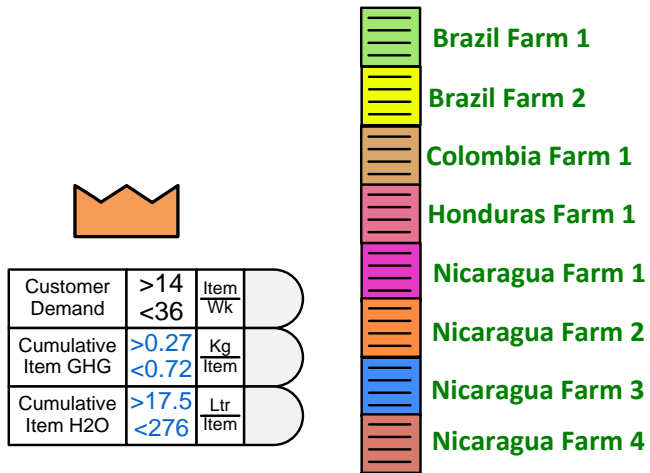 Brazil Farm 1
Brazil Farm 2
Colombia Farm 1
Honduras Farm 1
Nicaragua Farm 1
Nicaragua Farm 2
Nicaragua Farm 3
Nicaragua Farm 4
Customer Demand
>14
<36
Item
Wk
Cumulative
Item GHG
>0.27
<0.72
Kg
Item
Cumulative
Item H2O
>17.5
<276
Ltr
Item